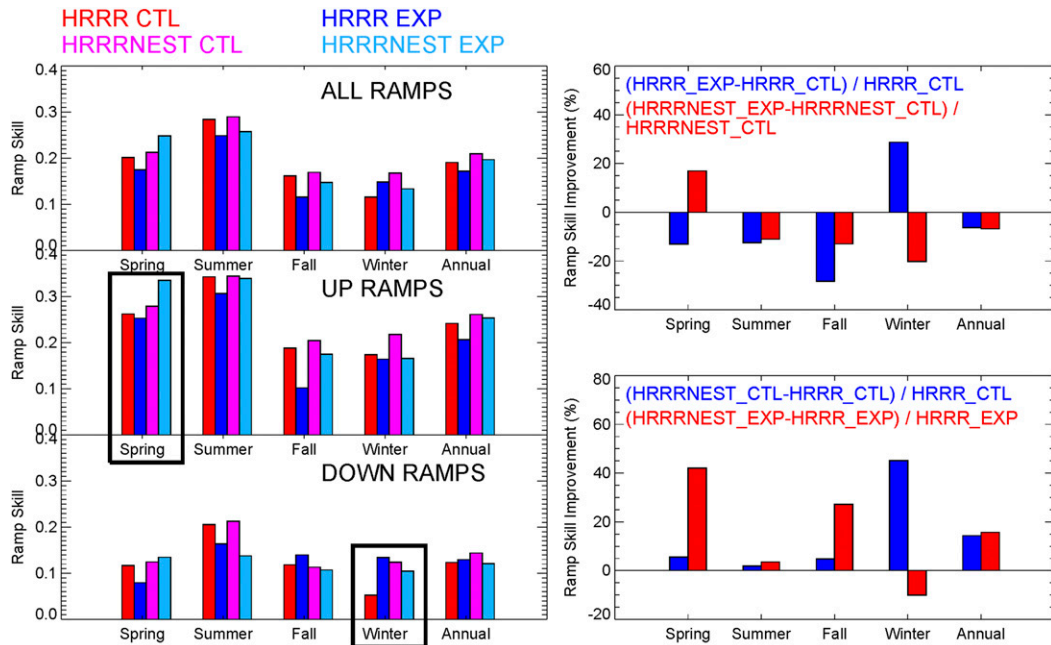 HRRR CTL HRRR EXP
HRRRNEST CTL HRRRNEST EXP
0.4
0.3
0.2
0.1
0.0
Ramp Skill
ALL RAMPS
Spring Summer Fall Winter Annual
0.3
0.2
0.1
0.0
Ramp Skill
UP RAMPS
Spring Summer Fall Winter Annual
0.4
0.3
0.2
0.1
0.0
Ramp Skill
DOWN RAMPS
Spring Summer Fall Winter Annual
60
40
20
0
-20
-40
Ramp Skill Improvement (%)
(HRRR_EXP-HRRR_CTL) / HRRR_CTL
(HRRRNEST_EXP-HRRRNEST_CTL) /
HRRRNEST_CTL
Spring Summer Fall Winter Annual
80
60
40
20
0
-20
Ramp Skill Improvement (%)
(HRRRNEST_CTL-HRRR_CTL) / HRRR_CTL
(HRRRNEST_EXP-HRRR_EXP) / HRRR_EXP
Spring Summer Fall Winter Annual